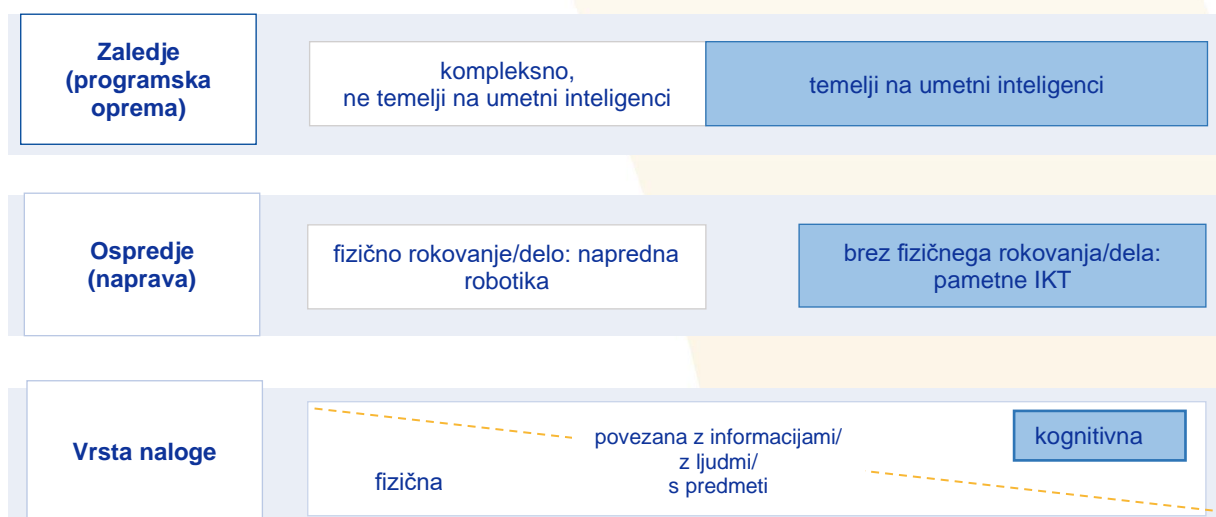 Zaledje
(programska
oprema)
kompleksno,
ne temelji na umetni inteligenci
temelji na umetni inteligenci
Ospredje
(naprava)
fizično rokovanje/delo: napredna
robotika
brez fizičnega rokovanja/dela:
pametne IKT
Vrsta naloge
fizična
povezana z informacijami/
z ljudmi/
s predmeti
kognitivna